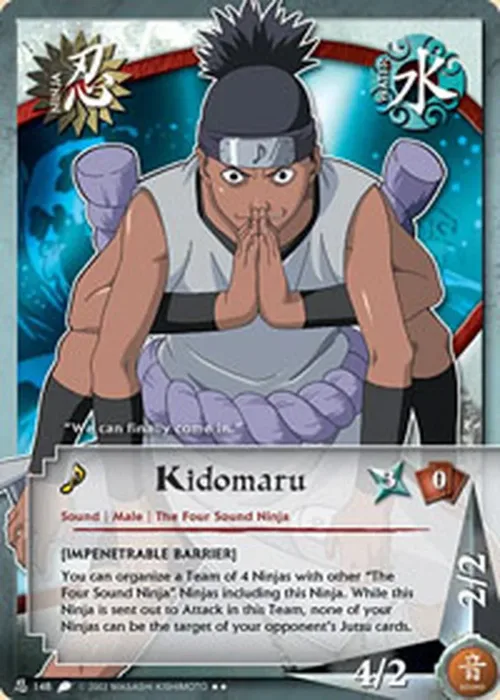 NINJA
忍
WATER
水
"We can finally come in."
Kidomaru
3
0
Sound | Male | The Four Sound Ninja
[IMPENETRABLE BARRIER]
You can organize a Team of 4 Ninjas with other "The
Four Sound Ninja" Ninjas including this Ninja. While this
Ninja is sent out to Attack in this Team, none of your
Ninjas can be the target of your opponent's Jutsu cards.
2/2
4/2
148 © 2002 MASASHI KISHIMOTO ★★